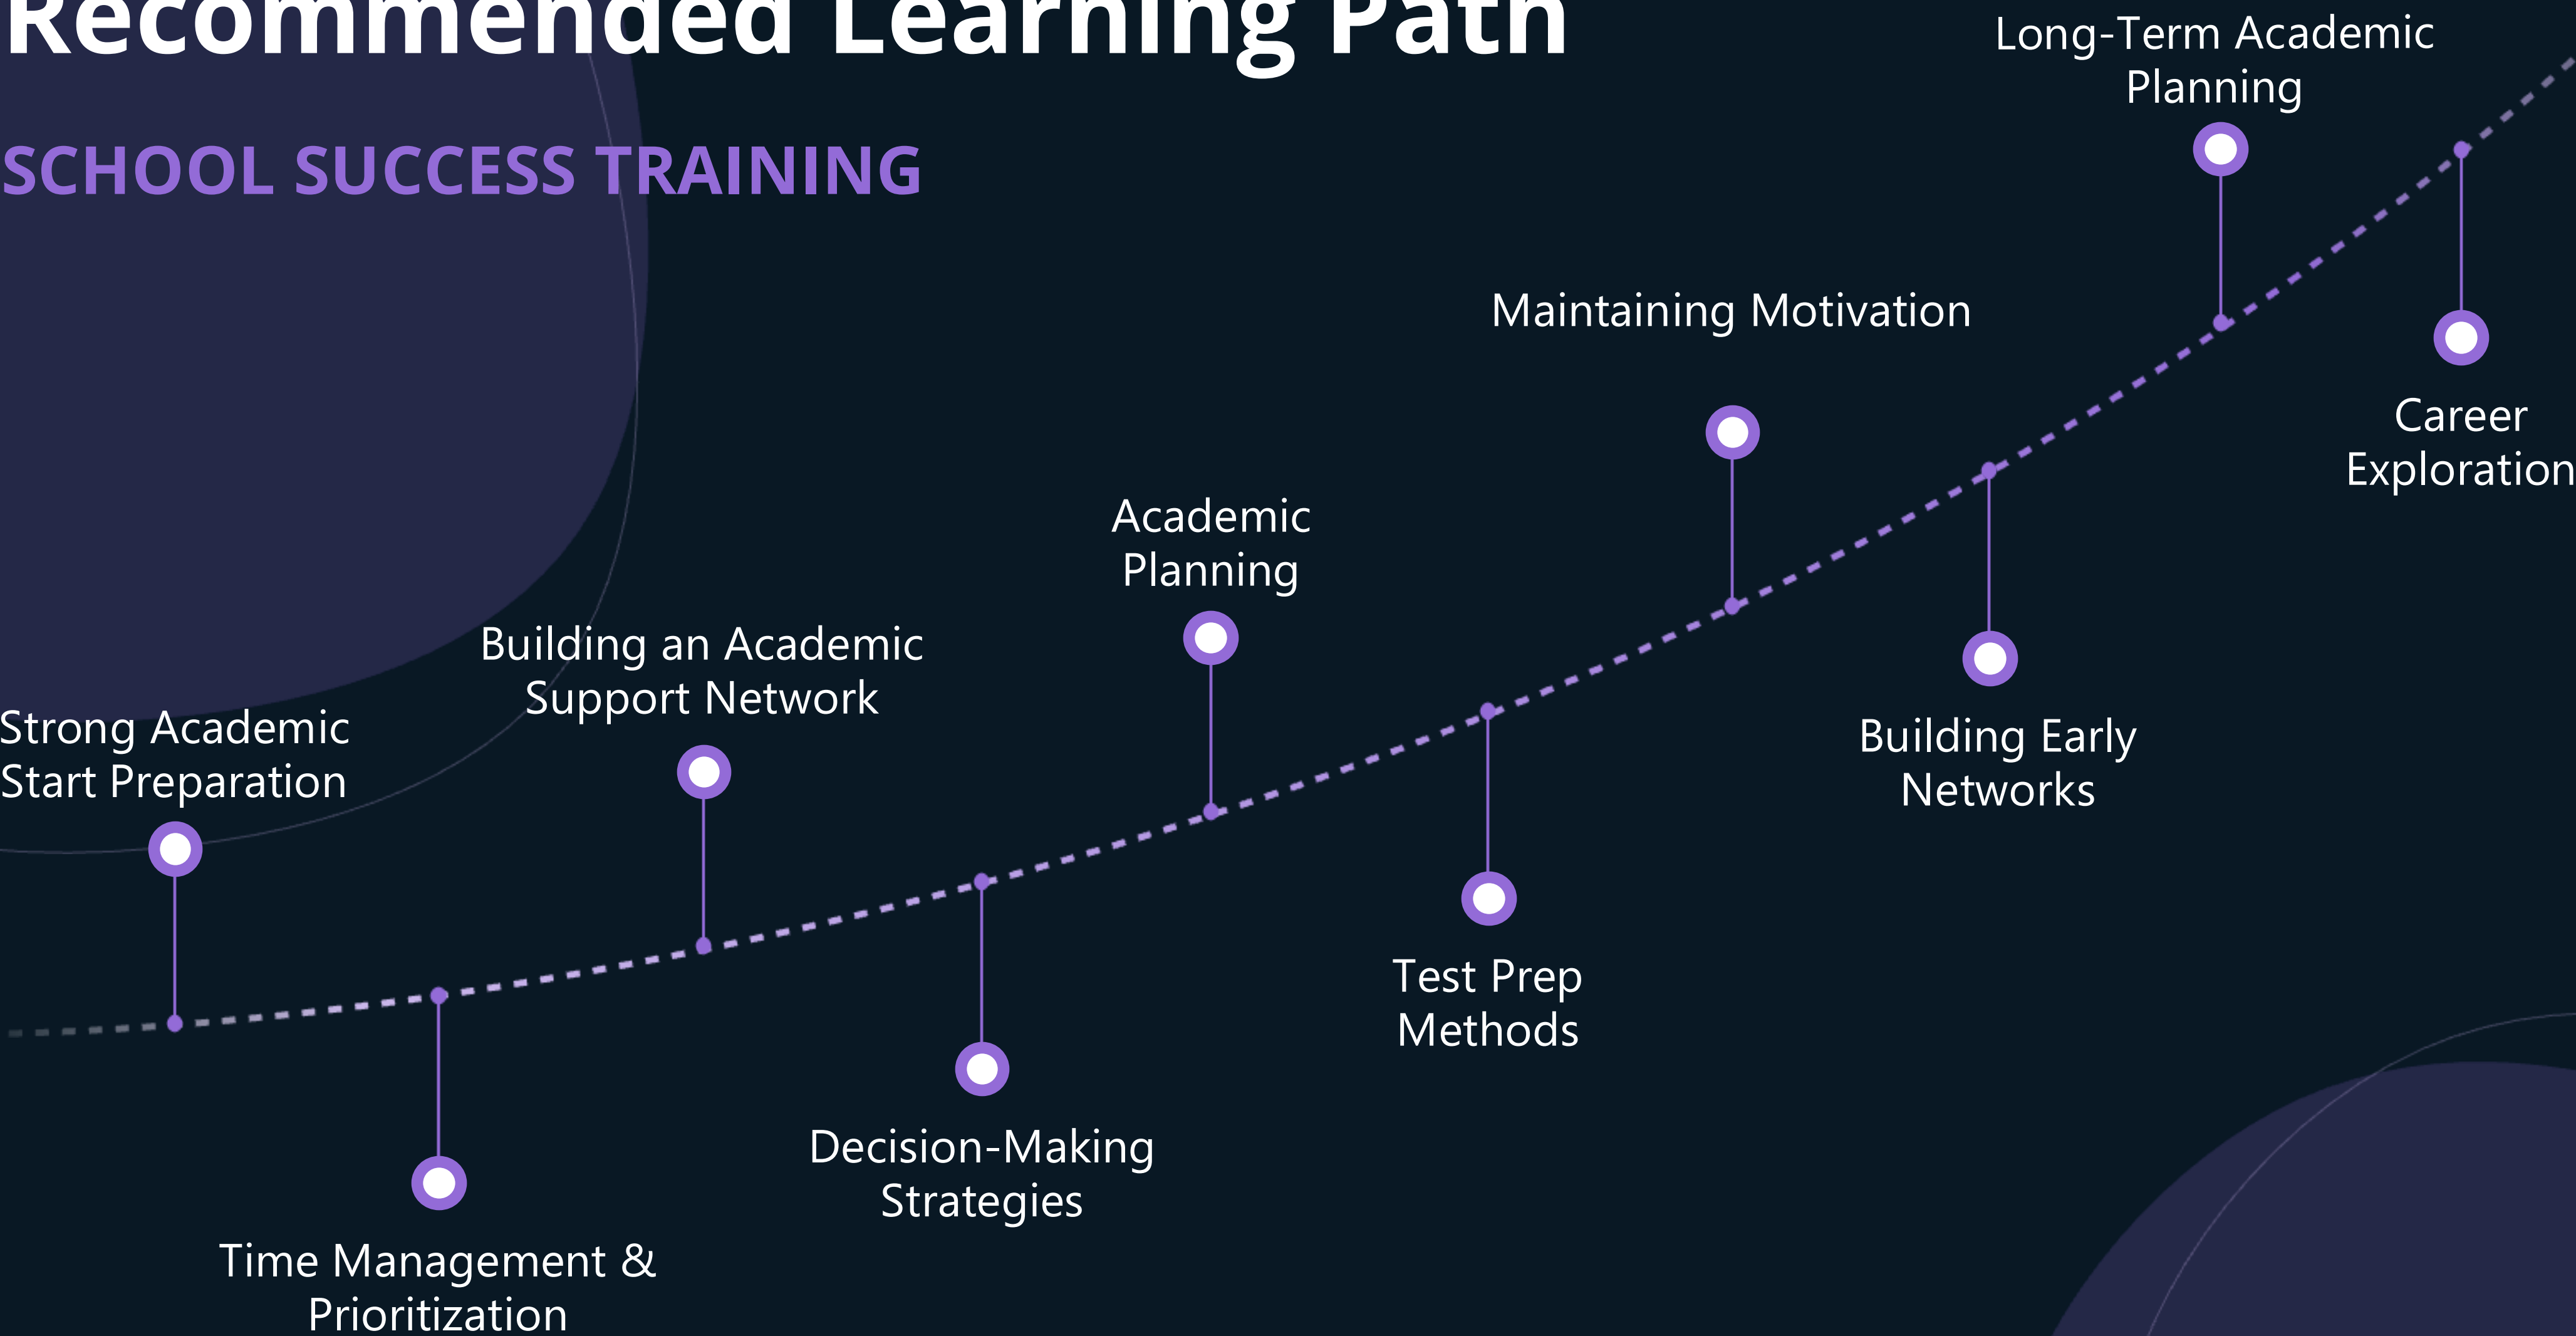 Recommended Learning Path
SCHOOL SUCCESS TRAINING
Strong Academic
Start Preparation
Time Management &
Prioritization
Building an Academic
Support Network
Decision-Making
Strategies
Academic
Planning
Test Prep
Methods
Maintaining Motivation
Building Early
Networks
Long-Term Academic
Planning
Career
Exploration